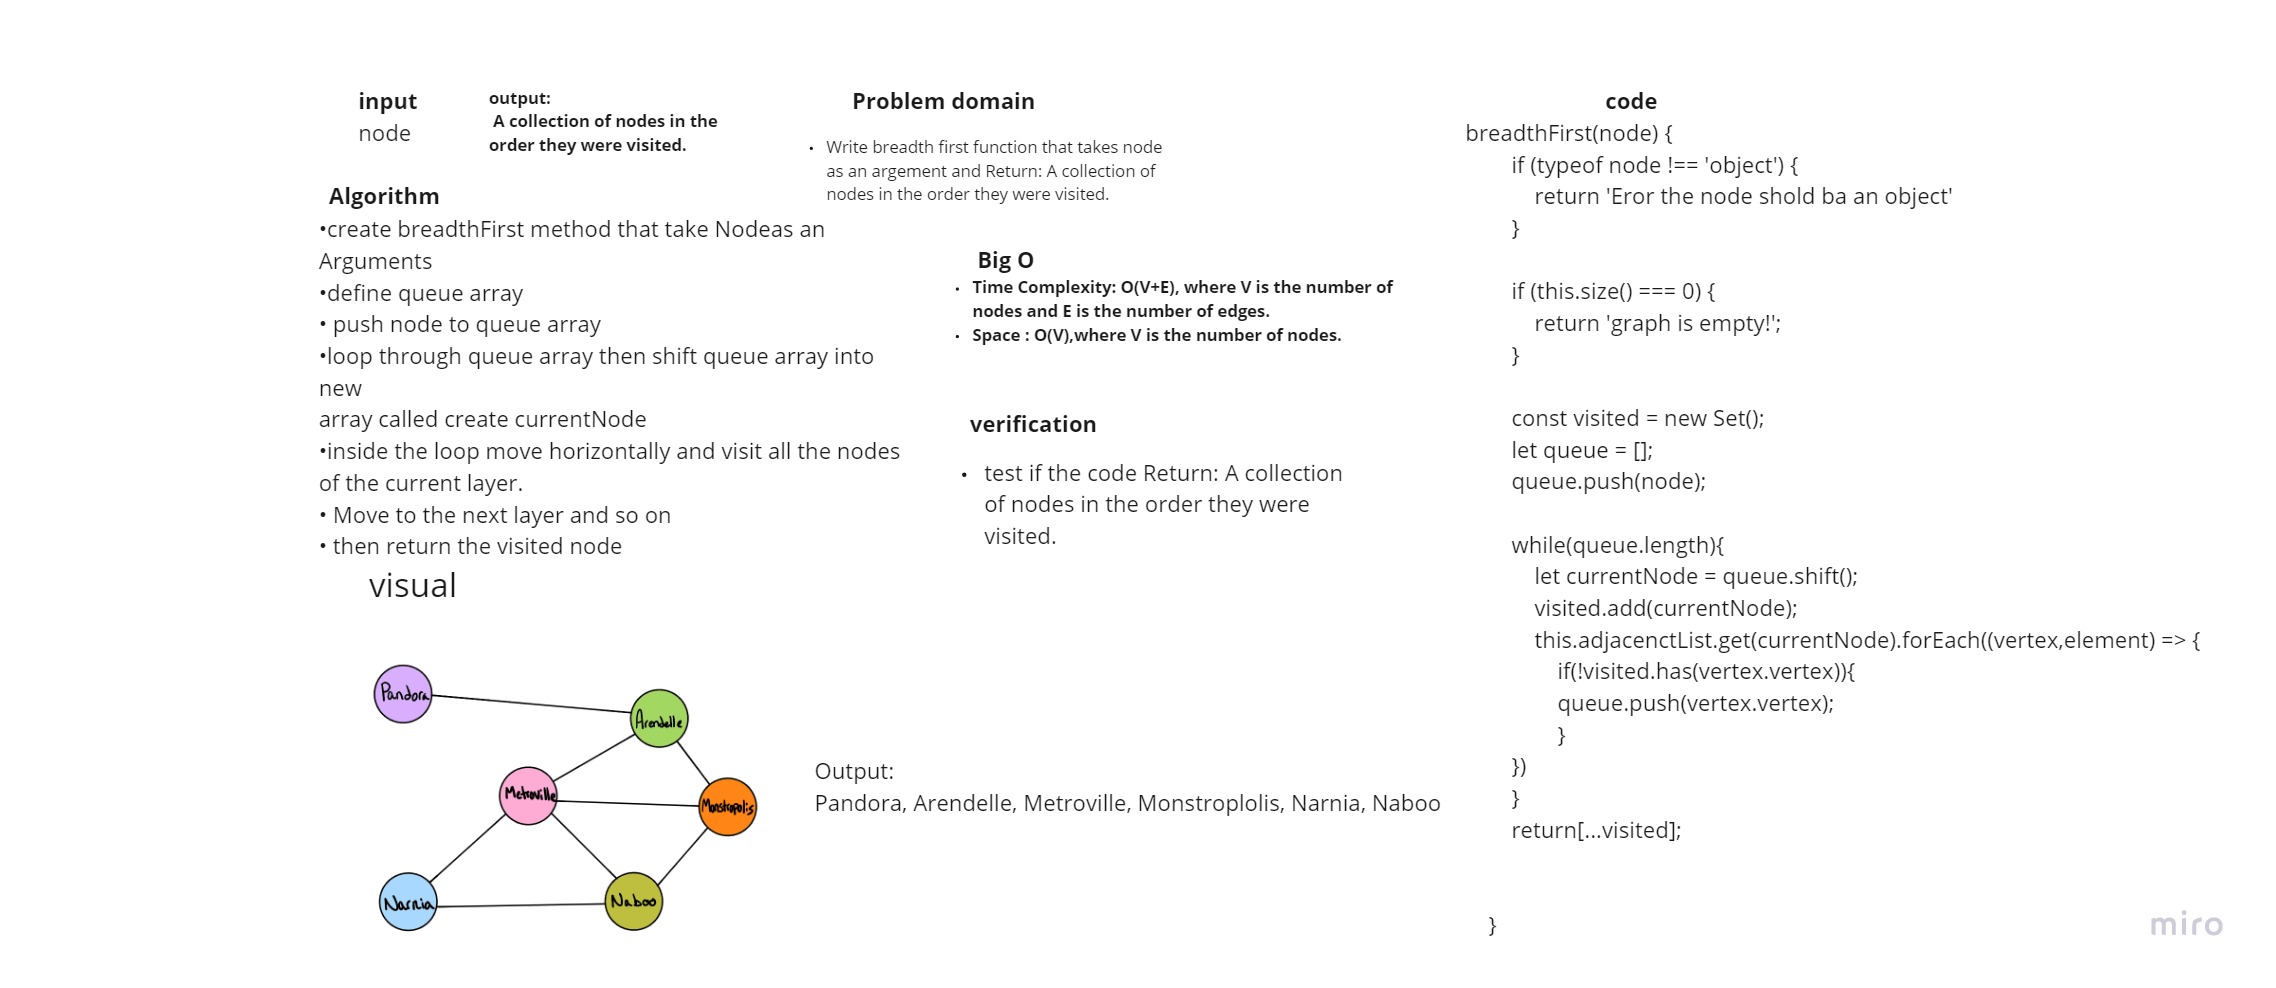 input
node
output:
A collection of nodes in the
order they were visited.
Algorithm
•create breadthFirst method that take Nodeas an
Arguments
•define queue array
• push node to queue array
•loop through queue array then shift queue array into
new
array called create currentNode
•inside the loop move horizontally and visit all the nodes
of the current layer.
• Move to the next layer and so on
• then return the visited node
visual
Pandora
Arendelle
Metroville
Monstropolis
Narnia
Naboo
Problem domain
• Write breadth first function that takes node
as an argement and Return: A collection of
nodes in the order they were visited.
Big O
• Time Complexity: O(V+E), where V is the number of
nodes and E is the number of edges.
• Space : O(V),where V is the number of nodes.
verification
• test if the code Return: A collection
of nodes in the order they were
visited.
Output:
Pandora, Arendelle, Metroville, Monstroplolis, Narnia, Naboo
code
breadthFirst(node) {
if (typeof node !== 'object') {
return 'Eror the node shold ba an object'
}
if (this.size() === 0) {
return 'graph is empty!';
}
const visited = new Set();
let queue = [];
queue.push(node);
while(queue.length){
let currentNode = queue.shift();
visited.add(currentNode);
this.adjacenctList.get(currentNode).forEach((vertex,element) => {
if(!visited.has(vertex.vertex)){
queue.push(vertex.vertex);
}
})
}
return[...visited];
}
miro